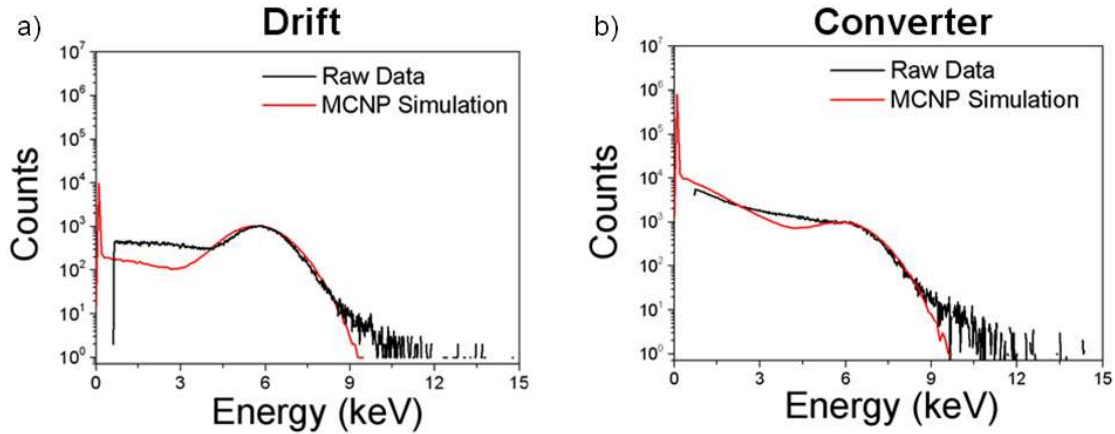 a) Drift
10^7
10^6
10^5
10^4
10^3
10^2
10^1
10^0
Counts
Raw Data
MCNP Simulation
0 3 6 9 12 15
Energy (keV)
b) Converter
10^7
10^6
10^5
10^4
10^3
10^2
10^1
10^0
Counts
Raw Data
MCNP Simulation
0 3 6 9 12 15
Energy (keV)